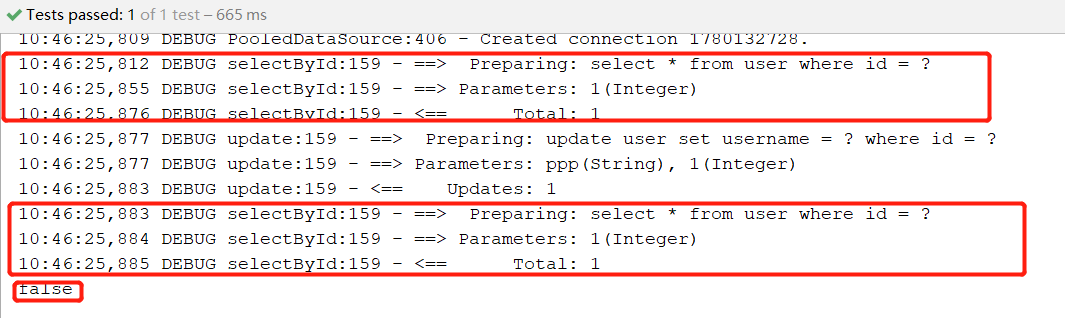 Tests passed: 1 of 1 test – 665 ms
10:46:25,809 DEBUG PooledDataSource:406 - Created connection 1780132728.
10:46:25,812 DEBUG selectById:159 - ==>  Preparing: select * from user where id = ?
10:46:25,855 DEBUG selectById:159 - ==> Parameters: 1(Integer)
10:46:25,876 DEBUG selectById:159 - <==      Total: 1
10:46:25,877 DEBUG update:159 - ==>  Preparing: update user set username = ? where id = ?
10:46:25,877 DEBUG update:159 - ==> Parameters: ppp(String), 1(Integer)
10:46:25,883 DEBUG update:159 - <==    Updates: 1
10:46:25,883 DEBUG selectById:159 - ==>  Preparing: select * from user where id = ?
10:46:25,884 DEBUG selectById:159 - ==> Parameters: 1(Integer)
10:46:25,885 DEBUG selectById:159 - <==      Total: 1
false